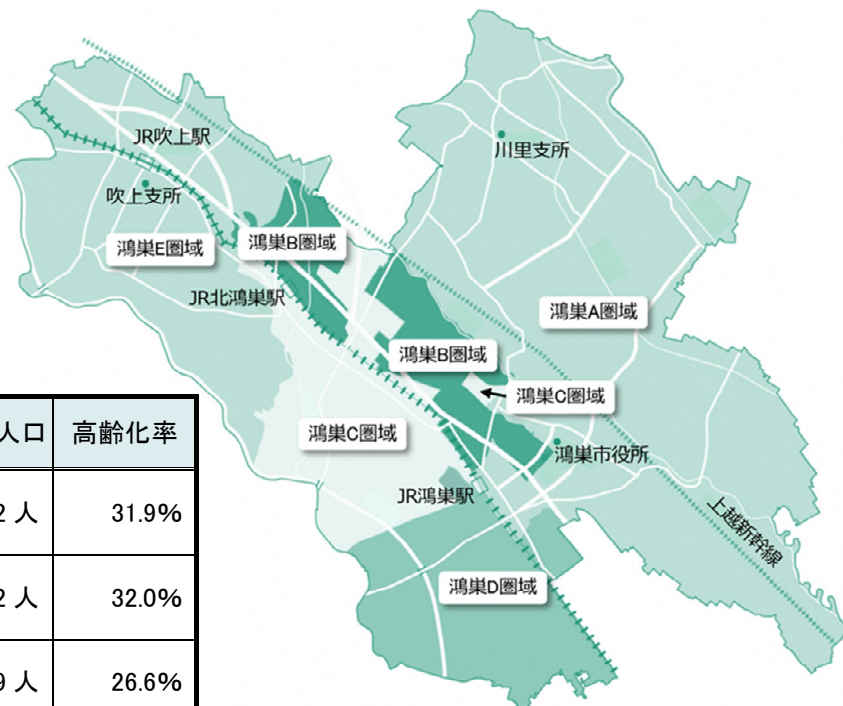 JR吹上駅
川里支所
吹上支所
鴻巣B圏域
鴻巣E圏域
JR北鴻巣駅
鴻巣A圏域
鴻巣B圏域
鴻巣C圏域
鴻巣C圏域
鴻巣市役所
JR鴻巣駅
上越新幹線
鴻巣D圏域
人口 高齢化率
2人 31.9%
2人 32.0%
9人 26.6%